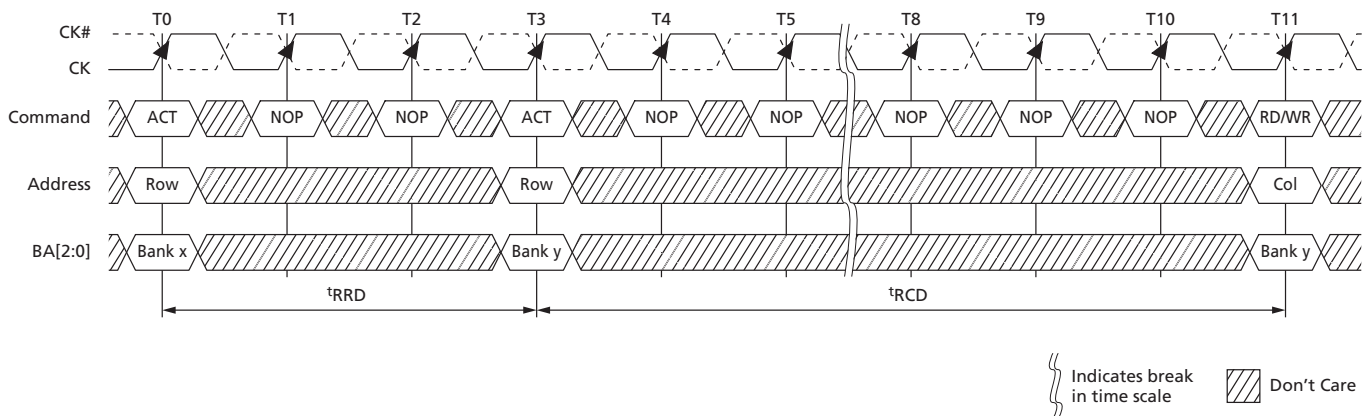 T0 T1 T2 T3 T4 T5 T8 T9 T10 T11
CK#
CK
Command ACT NOP NOP ACT NOP NOP NOP NOP NOP RD/WR
Address Row Row Col
BA[2:0] Bank x Bank y Bank y
tRRD tRCD
Indicates break
in time scale
Don't Care